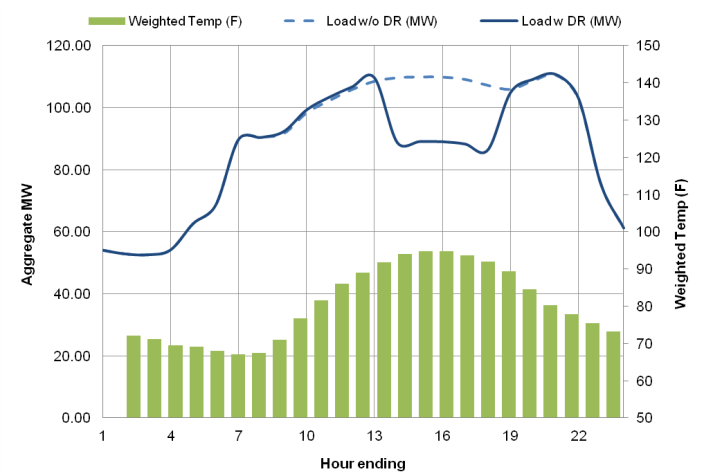 Weighted Temp (F) Load w/o DR (MW) Load w DR (MW)
120.00 150
140
100.00
130
80.00 120
110
60.00 100
90
40.00
80
20.00 70
60
0.00 50
1 4 7 10 13 16 19 22
Aggregate MW
Weighted Temp (F)
Hour ending